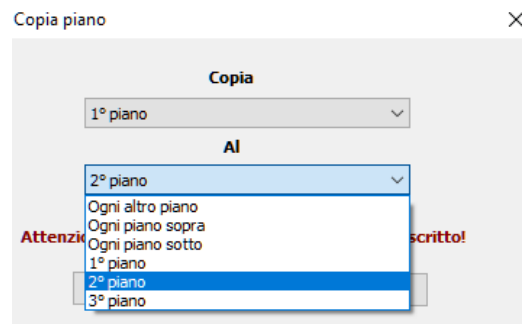 Copia piano
Copia
1° piano
Al
2° piano
Ogni altro piano
Ogni piano sopra
Attenzio scritto!
Ogni piano sotto
1° piano
2° piano
3° piano